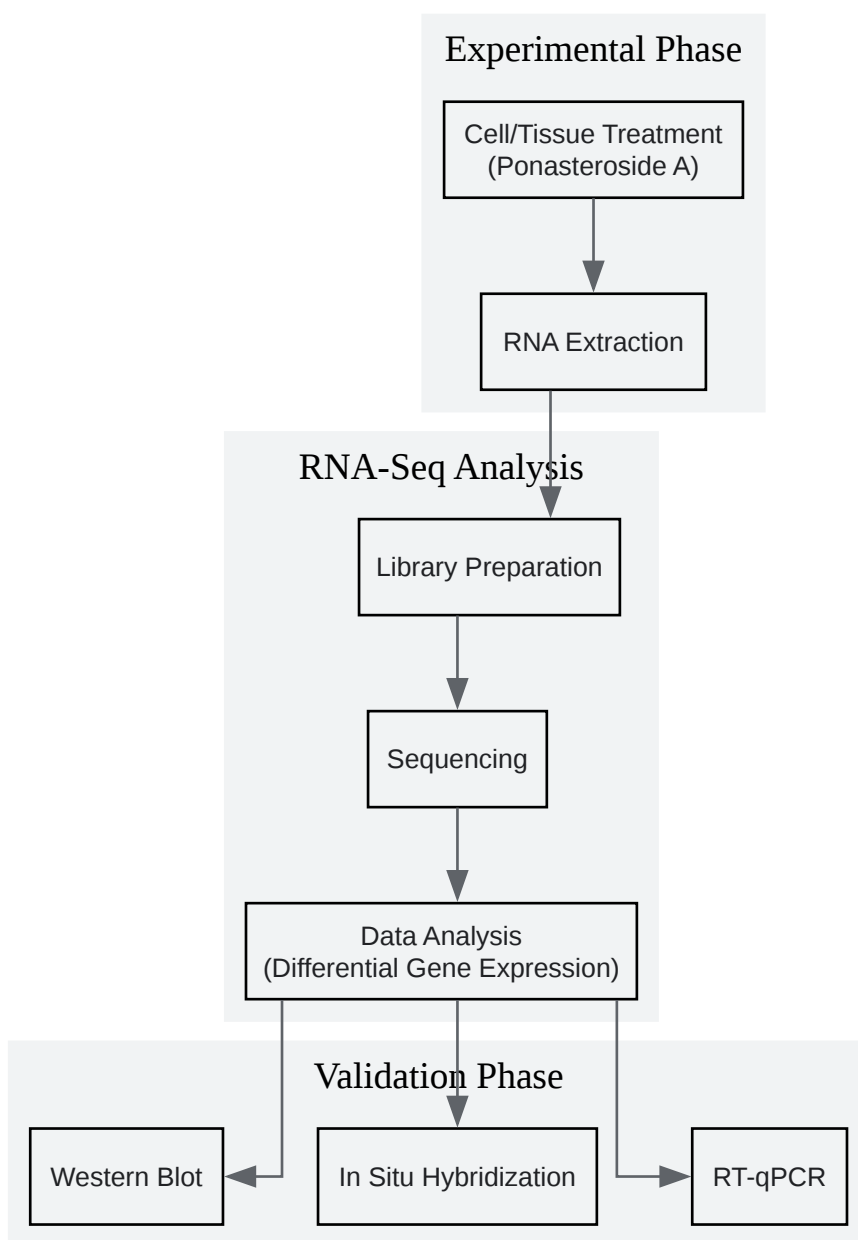 Experimental Phase
Cell/Tissue Treatment
(Ponasteroside A)
RNA Extraction
RNA-Seq Analysis
Library Preparation
Sequencing
Data Analysis
(Differential Gene Expression)
Validation Phase
Western Blot
In Situ Hybridization
RT-qPCR